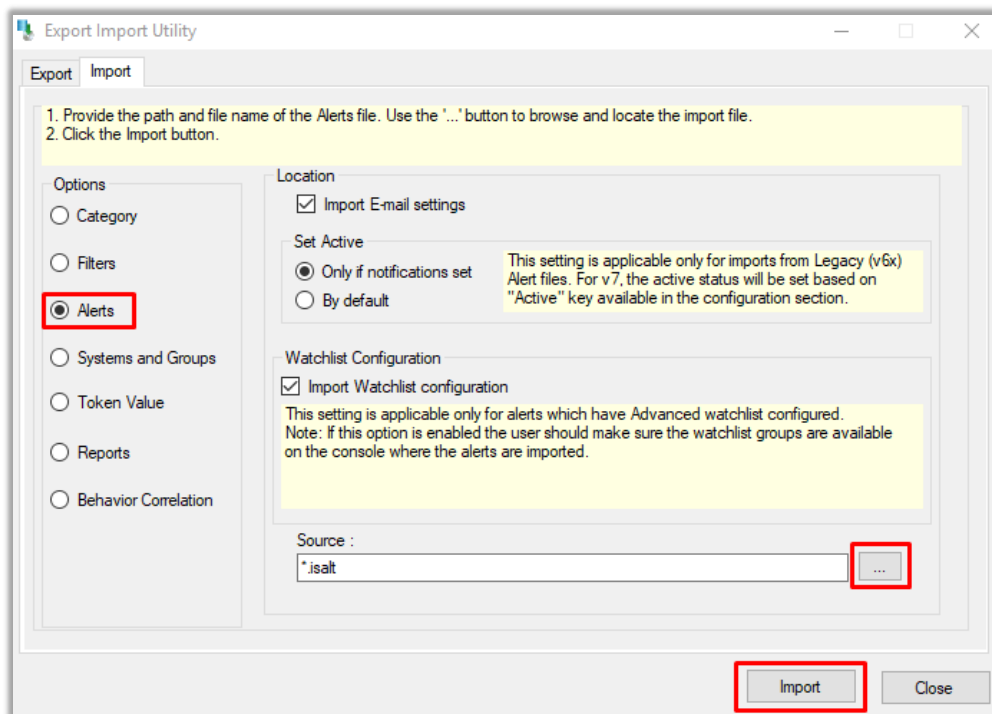 Export Import Utility
Export Import
1. Provide the path and file name of the Alerts file. Use the '...' button to browse and locate the import file.
2. Click the Import button.
Options
Category
Filters
Alerts
Systems and Groups
Token Value
Reports
Behavior Correlation
Location
Import E-mail settings
Set Active
Only if notifications set
By default
This setting is applicable only for imports from Legacy (v6x)
Alert files. For v7, the active status will be set based on
"Active" key available in the configuration section.
Watchlist Configuration
Import Watchlist configuration
This setting is applicable only for alerts which have Advanced watchlist configured.
Note: If this option is enabled the user should make sure the watchlist groups are available
on the console where the alerts are imported.
Source :
*.isalt
...
Import
Close